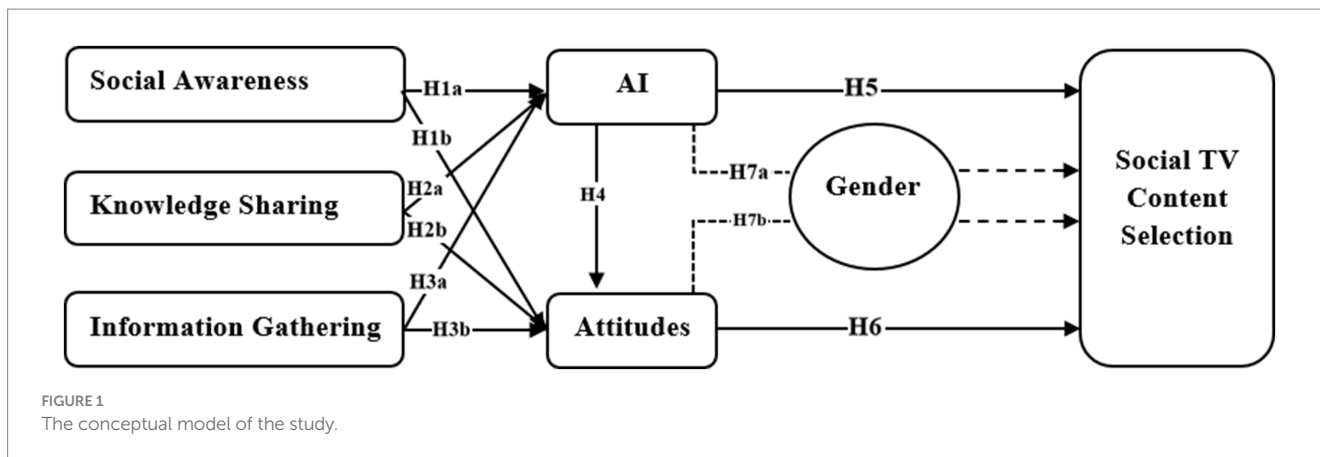 Social Awareness
Knowledge Sharing
Information Gathering
H1a
H1b
H2a
H2b
H3a
H3b
AI
H4
Attitudes
H5
H7a
Gender
H7b
H6
Social TV
Content
Selection
FIGURE 1
The conceptual model of the study.